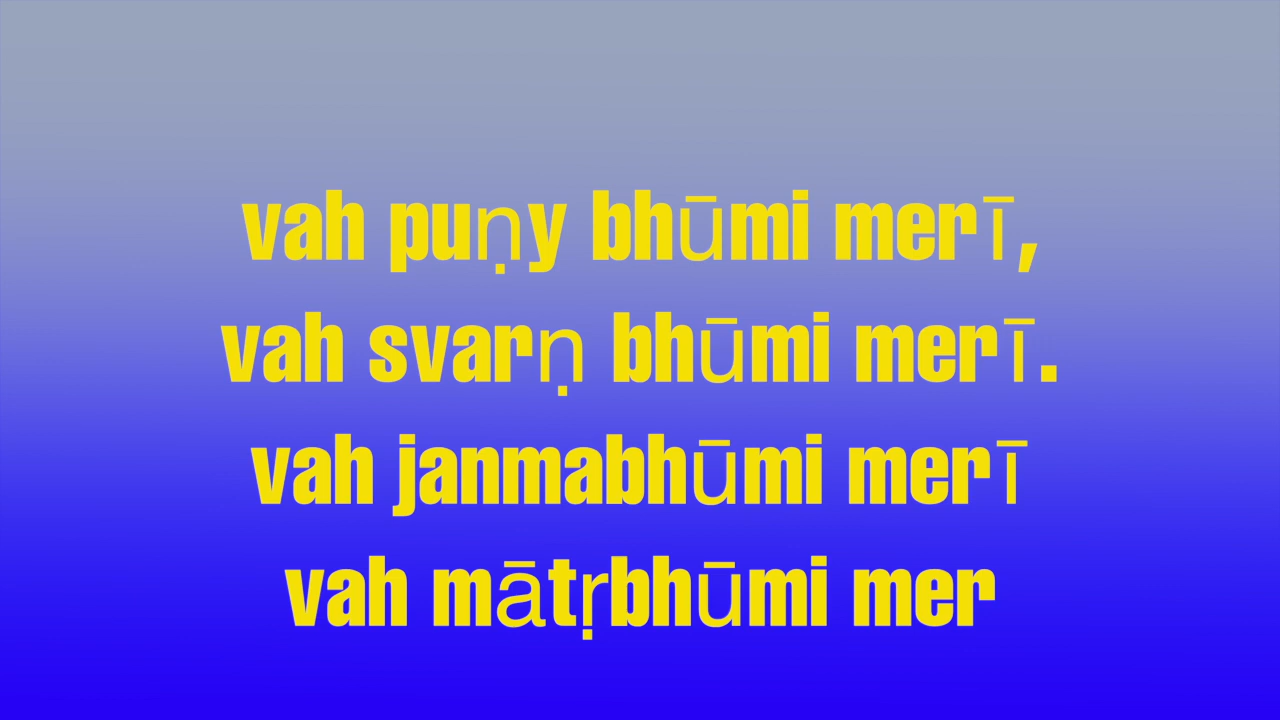 vah puṇy bhūmi merī,
vah svarṇ bhūmi merī.
vah janmabhūmi merī
vah mātṛbhūmi mer